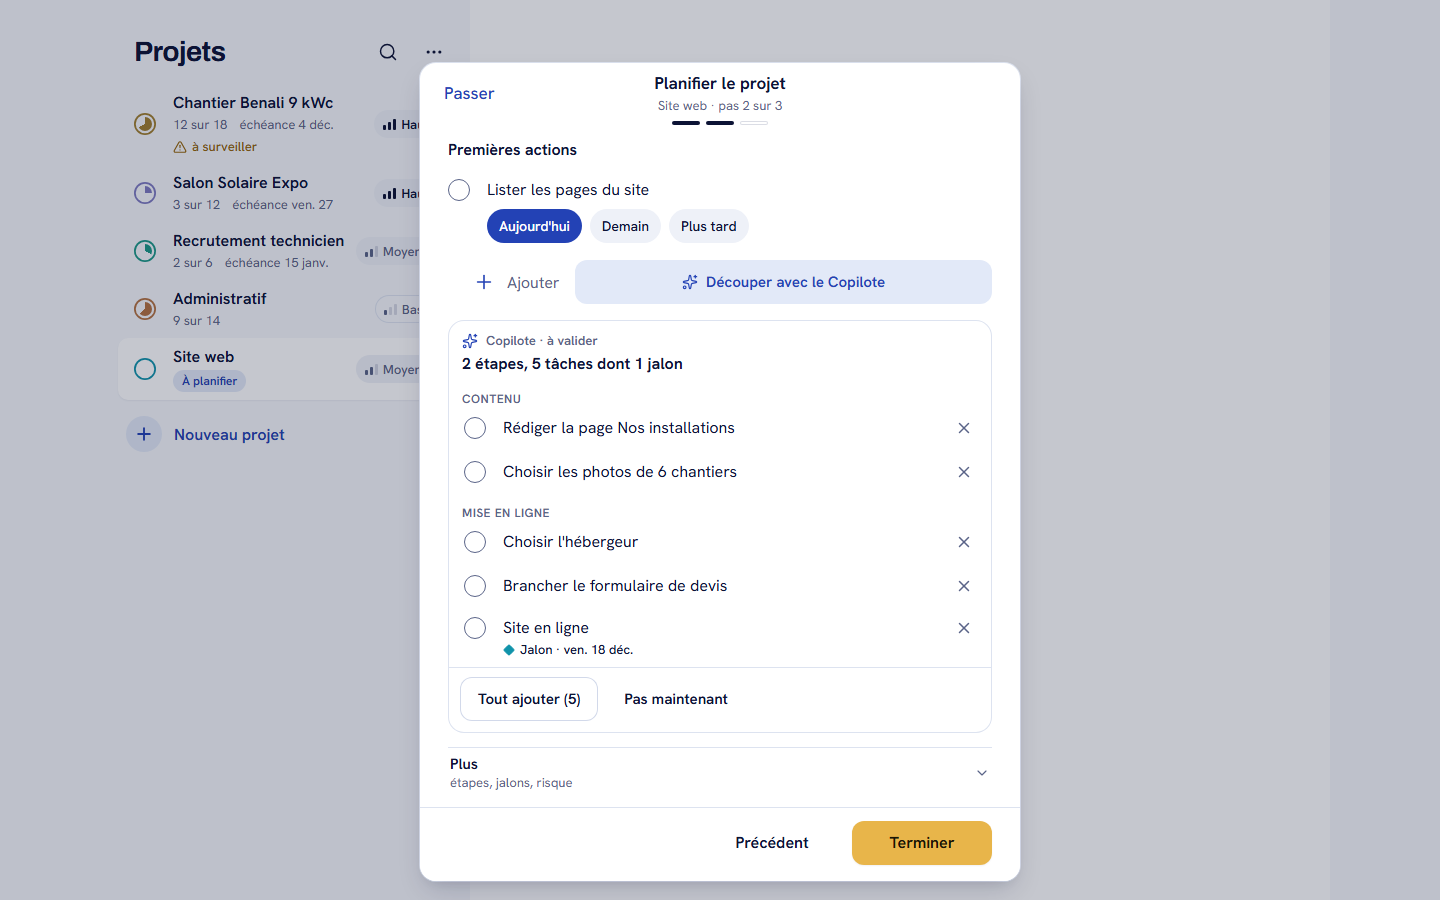 Projets
Chantier Benali 9 kWc
12 sur 18 échéance 4 déc.
à surveiller
Salon Solaire Expo
3 sur 12 échéance ven. 27
Recrutement technicien
2 sur 6 échéance 15 janv.
Moyen
Administratif
9 sur 14
Site web
À planifier
Nouveau projet
Passer
Planifier le projet
Site web · pas 2 sur 3
Premières actions
Lister les pages du site
Aujourd'hui
Demain
Plus tard
Ajouter
Découper avec le Copilote
Copilote · à valider
2 étapes, 5 tâches dont 1 jalon
CONTENU
Rédiger la page Nos installations
Choisir les photos de 6 chantiers
MISE EN LIGNE
Choisir l'hébergeur
Brancher le formulaire de devis
Site en ligne
Jalon · ven. 18 déc.
Tout ajouter (5)
Pas maintenant
Plus
étapes, jalons, risque
Précédent
Terminer